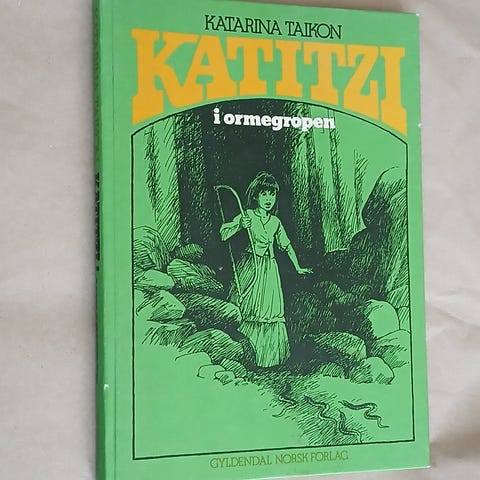 KATARINA TAIKON
KATITZI
i ormegropen
GYLDENDAL NORSK FORLAG